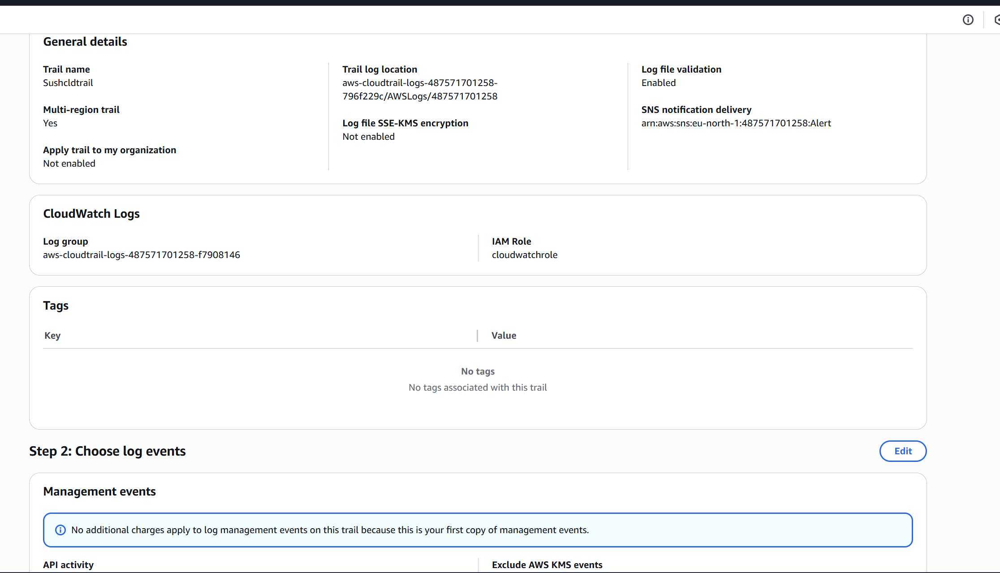 General details
Trail name
Sushcldtrail
Multi-region trail
Yes
Apply trail to my organization
Not enabled
Trail log location
aws-cloudtrail-logs-487571701258-
796f229c/AWSLogs/487571701258
Log file SSE-KMS encryption
Not enabled
Log file validation
Enabled
SNS notification delivery
arn:aws:sns:eu-north-1:487571701258:Alert
CloudWatch Logs
Log group
aws-cloudtrail-logs-487571701258-f7908146
IAM Role
cloudwatchrole
Tags
Key
Value
No tags
No tags associated with this trail
Step 2: Choose log events
Edit
Management events
No additional charges apply to log management events on this trail because this is your first copy of management events.
API activity
Exclude AWS KMS events